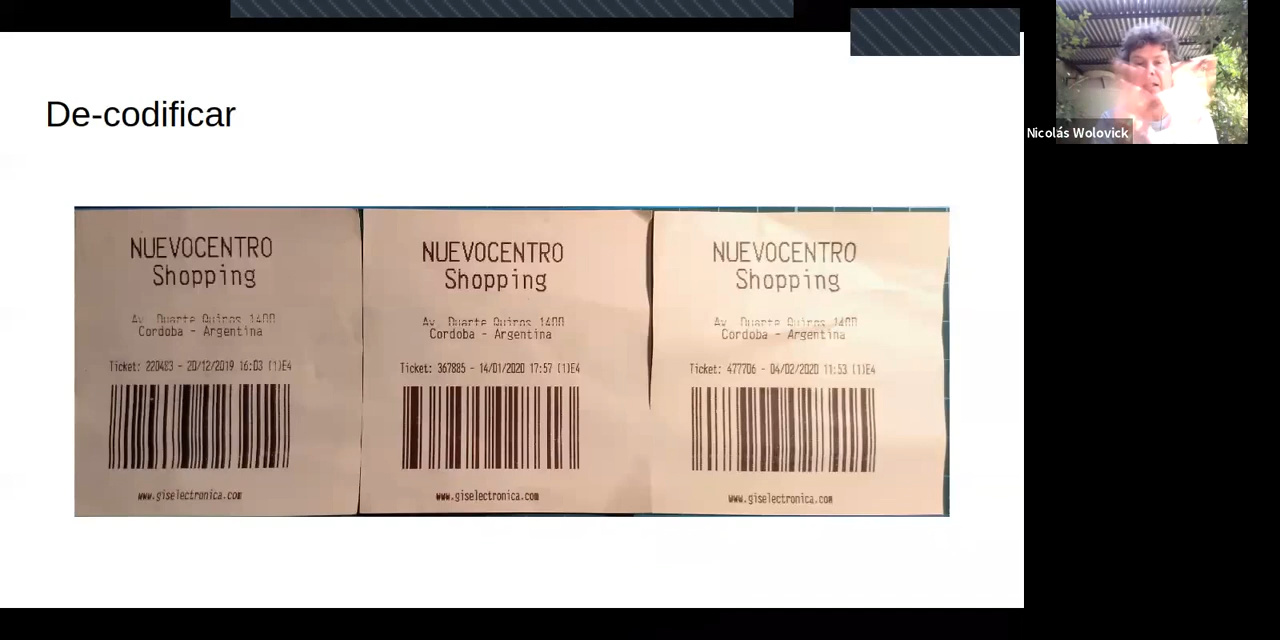 De-codificar
Nicolás Wolovick
NUEVOCENTRO
Shopping
Av. Duarte Quiros 1400
Cordoba - Argentina
Ticket: 220483 - 20/12/2019 16:03 (1)E4
www.giselectronica.com
NUEVOCENTRO
Shopping
Av. Duarte Quiros 1400
Cordoba - Argentina
Ticket: 367885 - 14/01/2020 17:57 (1)E4
www.giselectronica.com
NUEVOCENTRO
Shopping
Av. Duarte Quiros 1400
Cordoba - Argentina
Ticket: 477706 - 04/02/2020 11:53 (1)E4
www.giselectronica.com